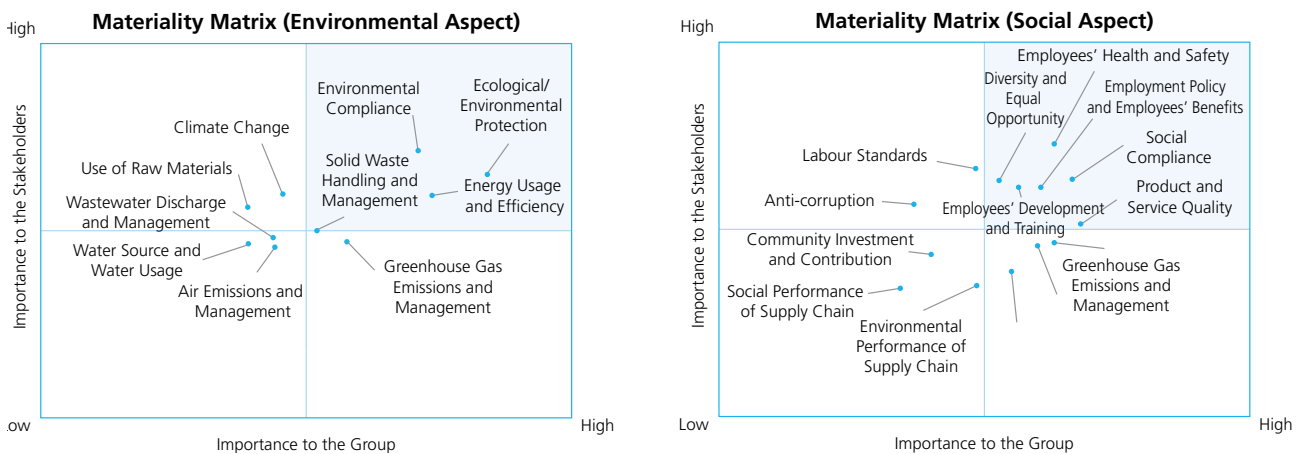 Materiality Matrix (Environmental Aspect)
High
Importance to the Stakeholders
Environmental
Compliance
Ecological/
Environmental
Protection
Climate Change
Use of Raw Materials
Solid Waste
Handling and
Management
Energy Usage
and Efficiency
Wastewater Discharge
and Management
Water Source and
Water Usage
Air Emissions and
Management
Greenhouse Gas
Emissions and
Management
Low
Importance to the Group
High
Materiality Matrix (Social Aspect)
High
Importance to the Stakeholders
Employees’ Health and Safety
Diversity and
Equal
Opportunity
Employment Policy
and Employees’ Benefits
Labour Standards
Social
Compliance
Anti-corruption
Product and
Service Quality
Employees’ Development
and Training
Community Investment
and Contribution
Greenhouse Gas
Emissions and
Management
Social Performance
of Supply Chain
Environmental
Performance of
Supply Chain
Low
Importance to the Group
High